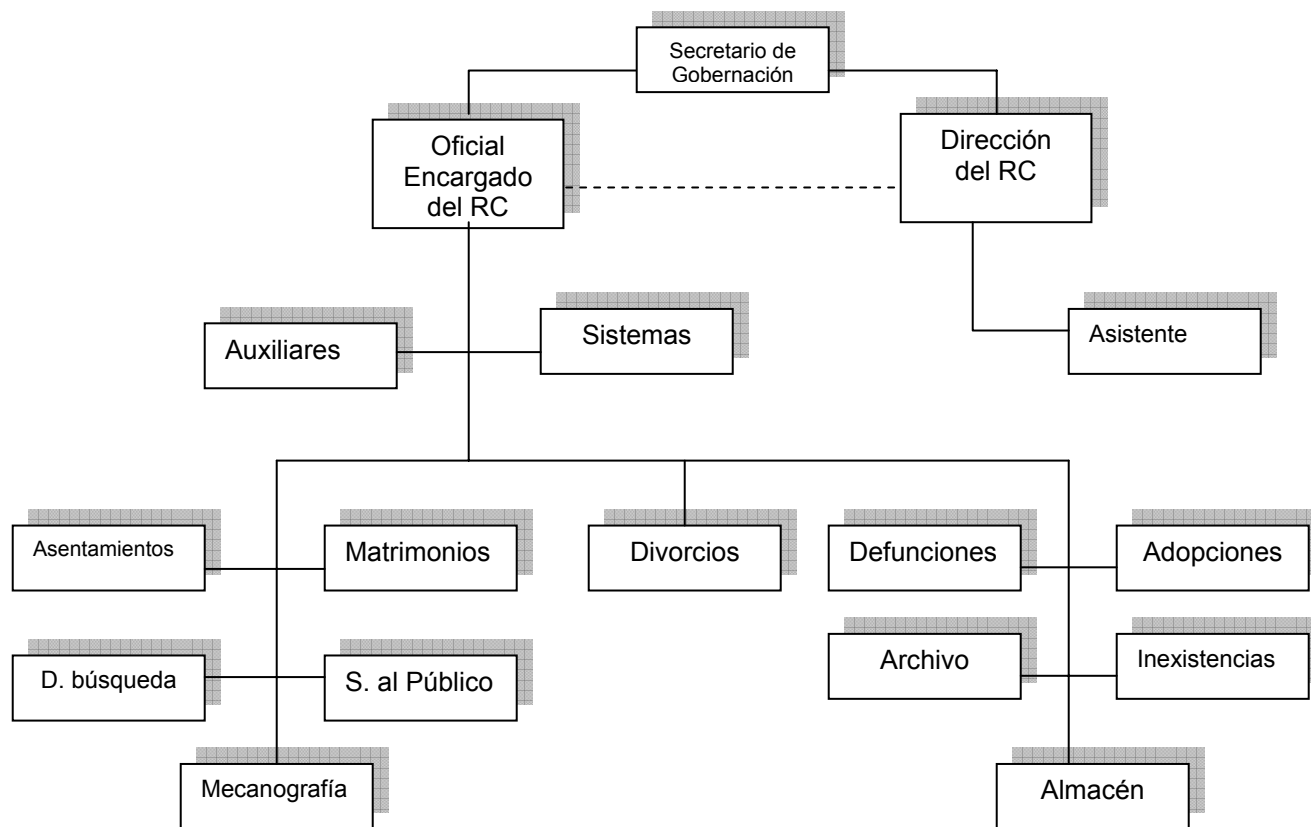 Secretario de
Gobernación
Oficial
Encargado
del RC
Dirección
del RC
Auxiliares
Sistemas
Asistente
Asentamientos
Matrimonios
Divorcios
Defunciones
Adopciones
D. búsqueda
S. al Público
Archivo
Inexistencias
Mecanografía
Almacén